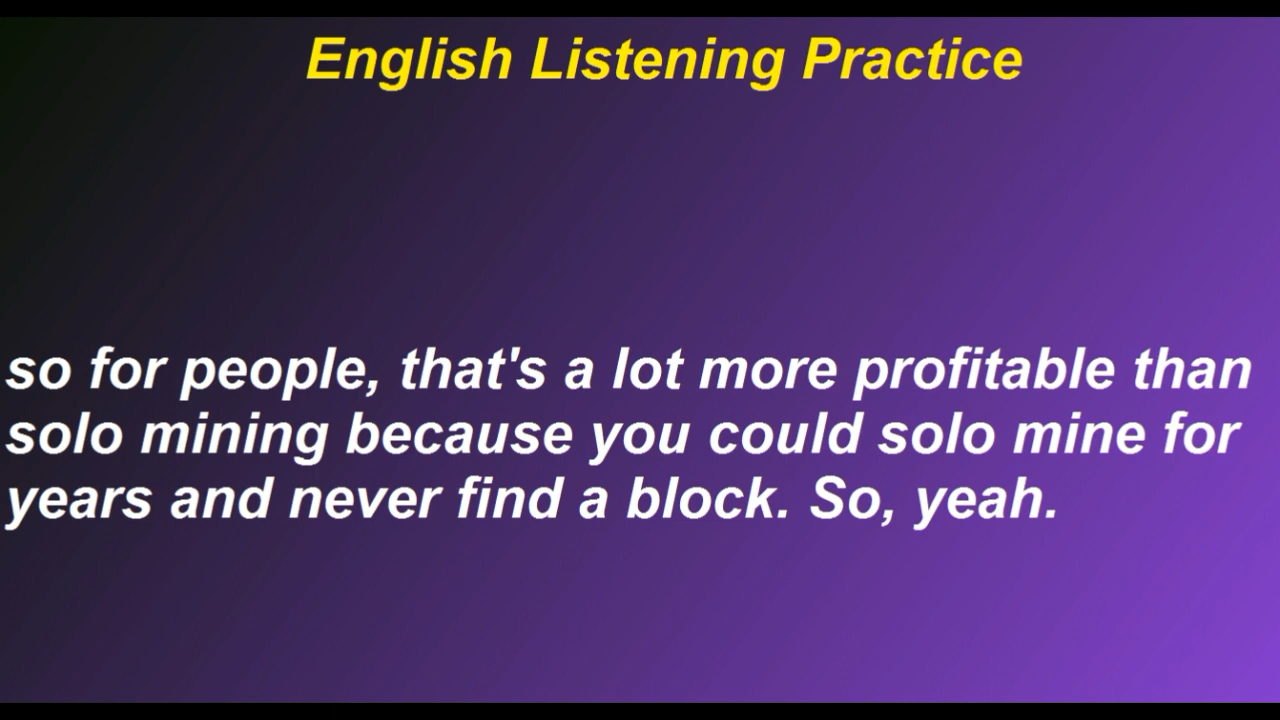 English Listening Practice
so for people, that's a lot more profitable than
solo mining because you could solo mine for
years and never find a block. So, yeah.